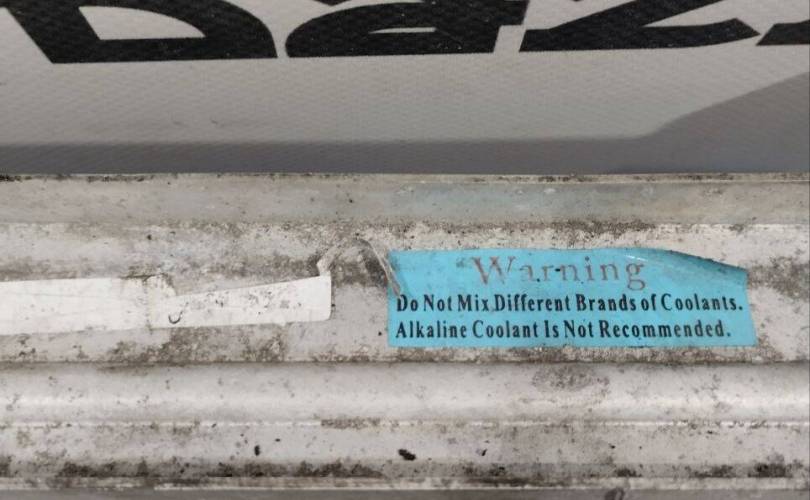 Warning
Do Not Mix Different Brands of Coolants.
Alkaline Coolant Is Not Recommended.